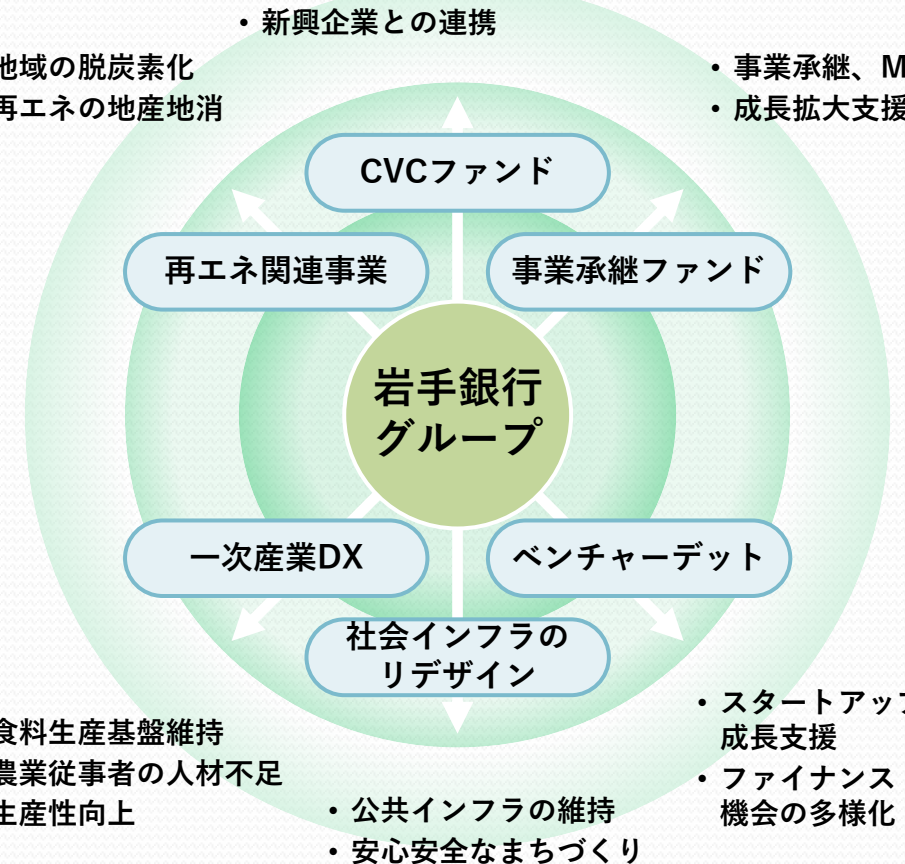 ・新興企業との連携
地域の脱炭素化
再エネの地産地消
・事業承継、M
・成長拡大支援
CVCファンド
再エネ関連事業
事業承継ファンド
岩手銀行
グループ
一次産業DX
ベンチャーデット
社会インフラの
リデザイン
食料生産基盤維持
農業従事者の人材不足
生産性向上
・スタートアップ
成長支援
・ファイナンス
機会の多様化
・公共インフラの維持
・安心安全なまちづくり